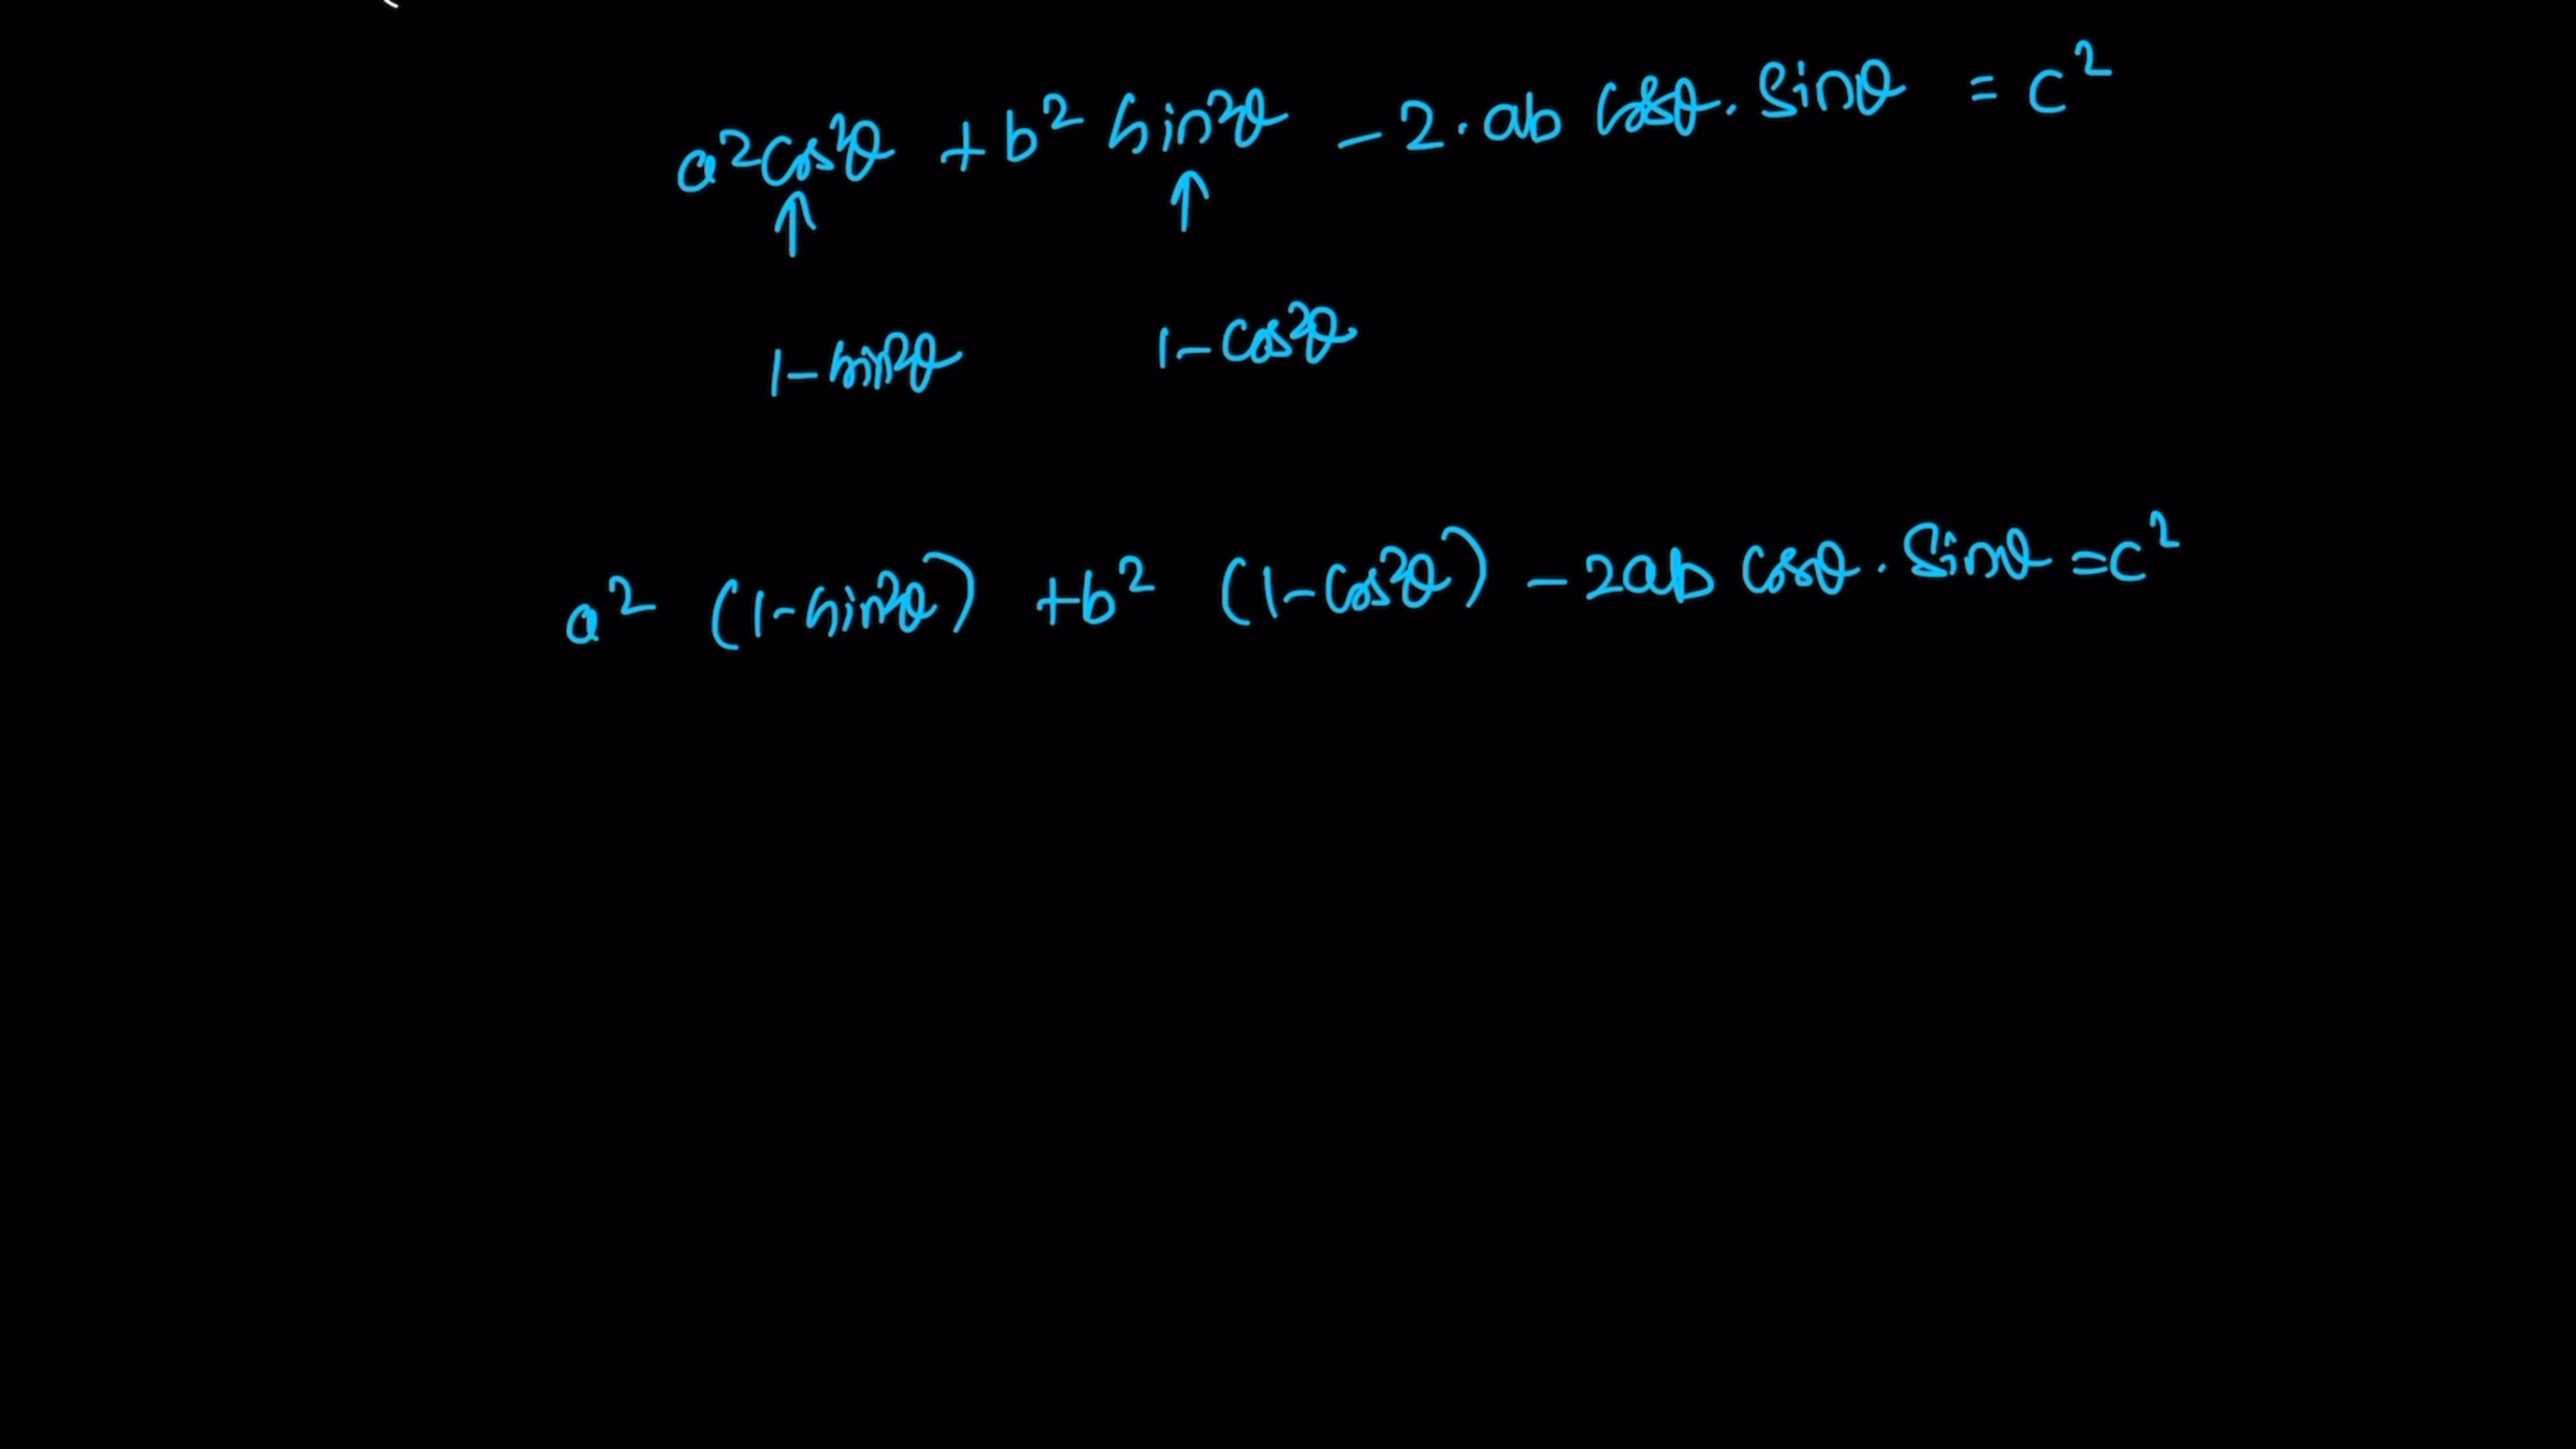 a²cos²θ + b² sin²θ - 2·ab cosθ. sinθ = c²
↑ ↑
1-sin²θ 1-cos²θ
a² (1-sin²θ) +b² (1-cos²θ) - 2ab cosθ. sinθ =c²